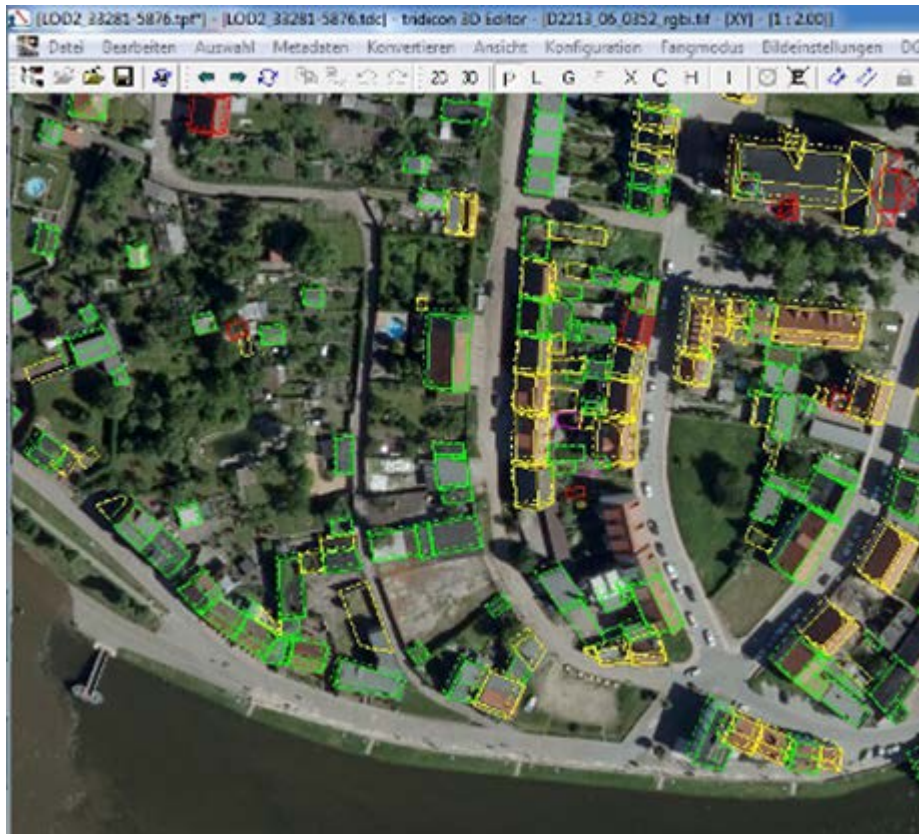 [LOD2_33281-5876.tpf*] - [LOD2_33281-5876.tdc] - tridicon 3D Editor - [D2213_06_0352_rgbi.tif - [XY] - [1 : 2.00]]
Datei Bearbeiten Auswahl Metadaten Konvertieren Ansicht Konfiguration Fangmodus Bildeinstellungen
2D 3D P L G F X C H I E